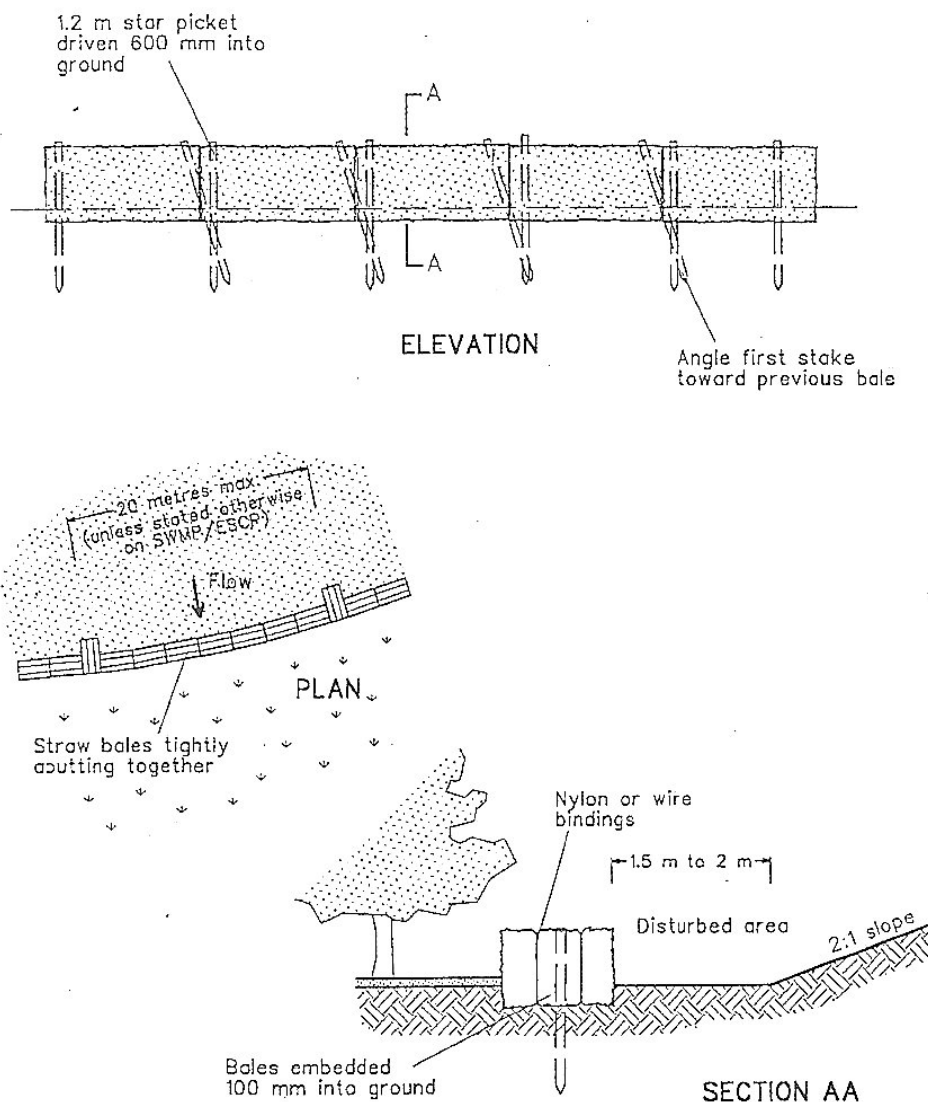 1.2 m star picket
driven 600 mm into
ground
A
A
ELEVATION
Angle first stake
toward previous bale
20 metres max
(unless stated otherwise
on SWMP/ESCP)
Flow
PLAN
Straw bales tightly
abutting together
Nylon or wire
bindings
1.5 m to 2 m
Disturbed area
2:1 slope
Bales embedded
100 mm into ground
SECTION AA